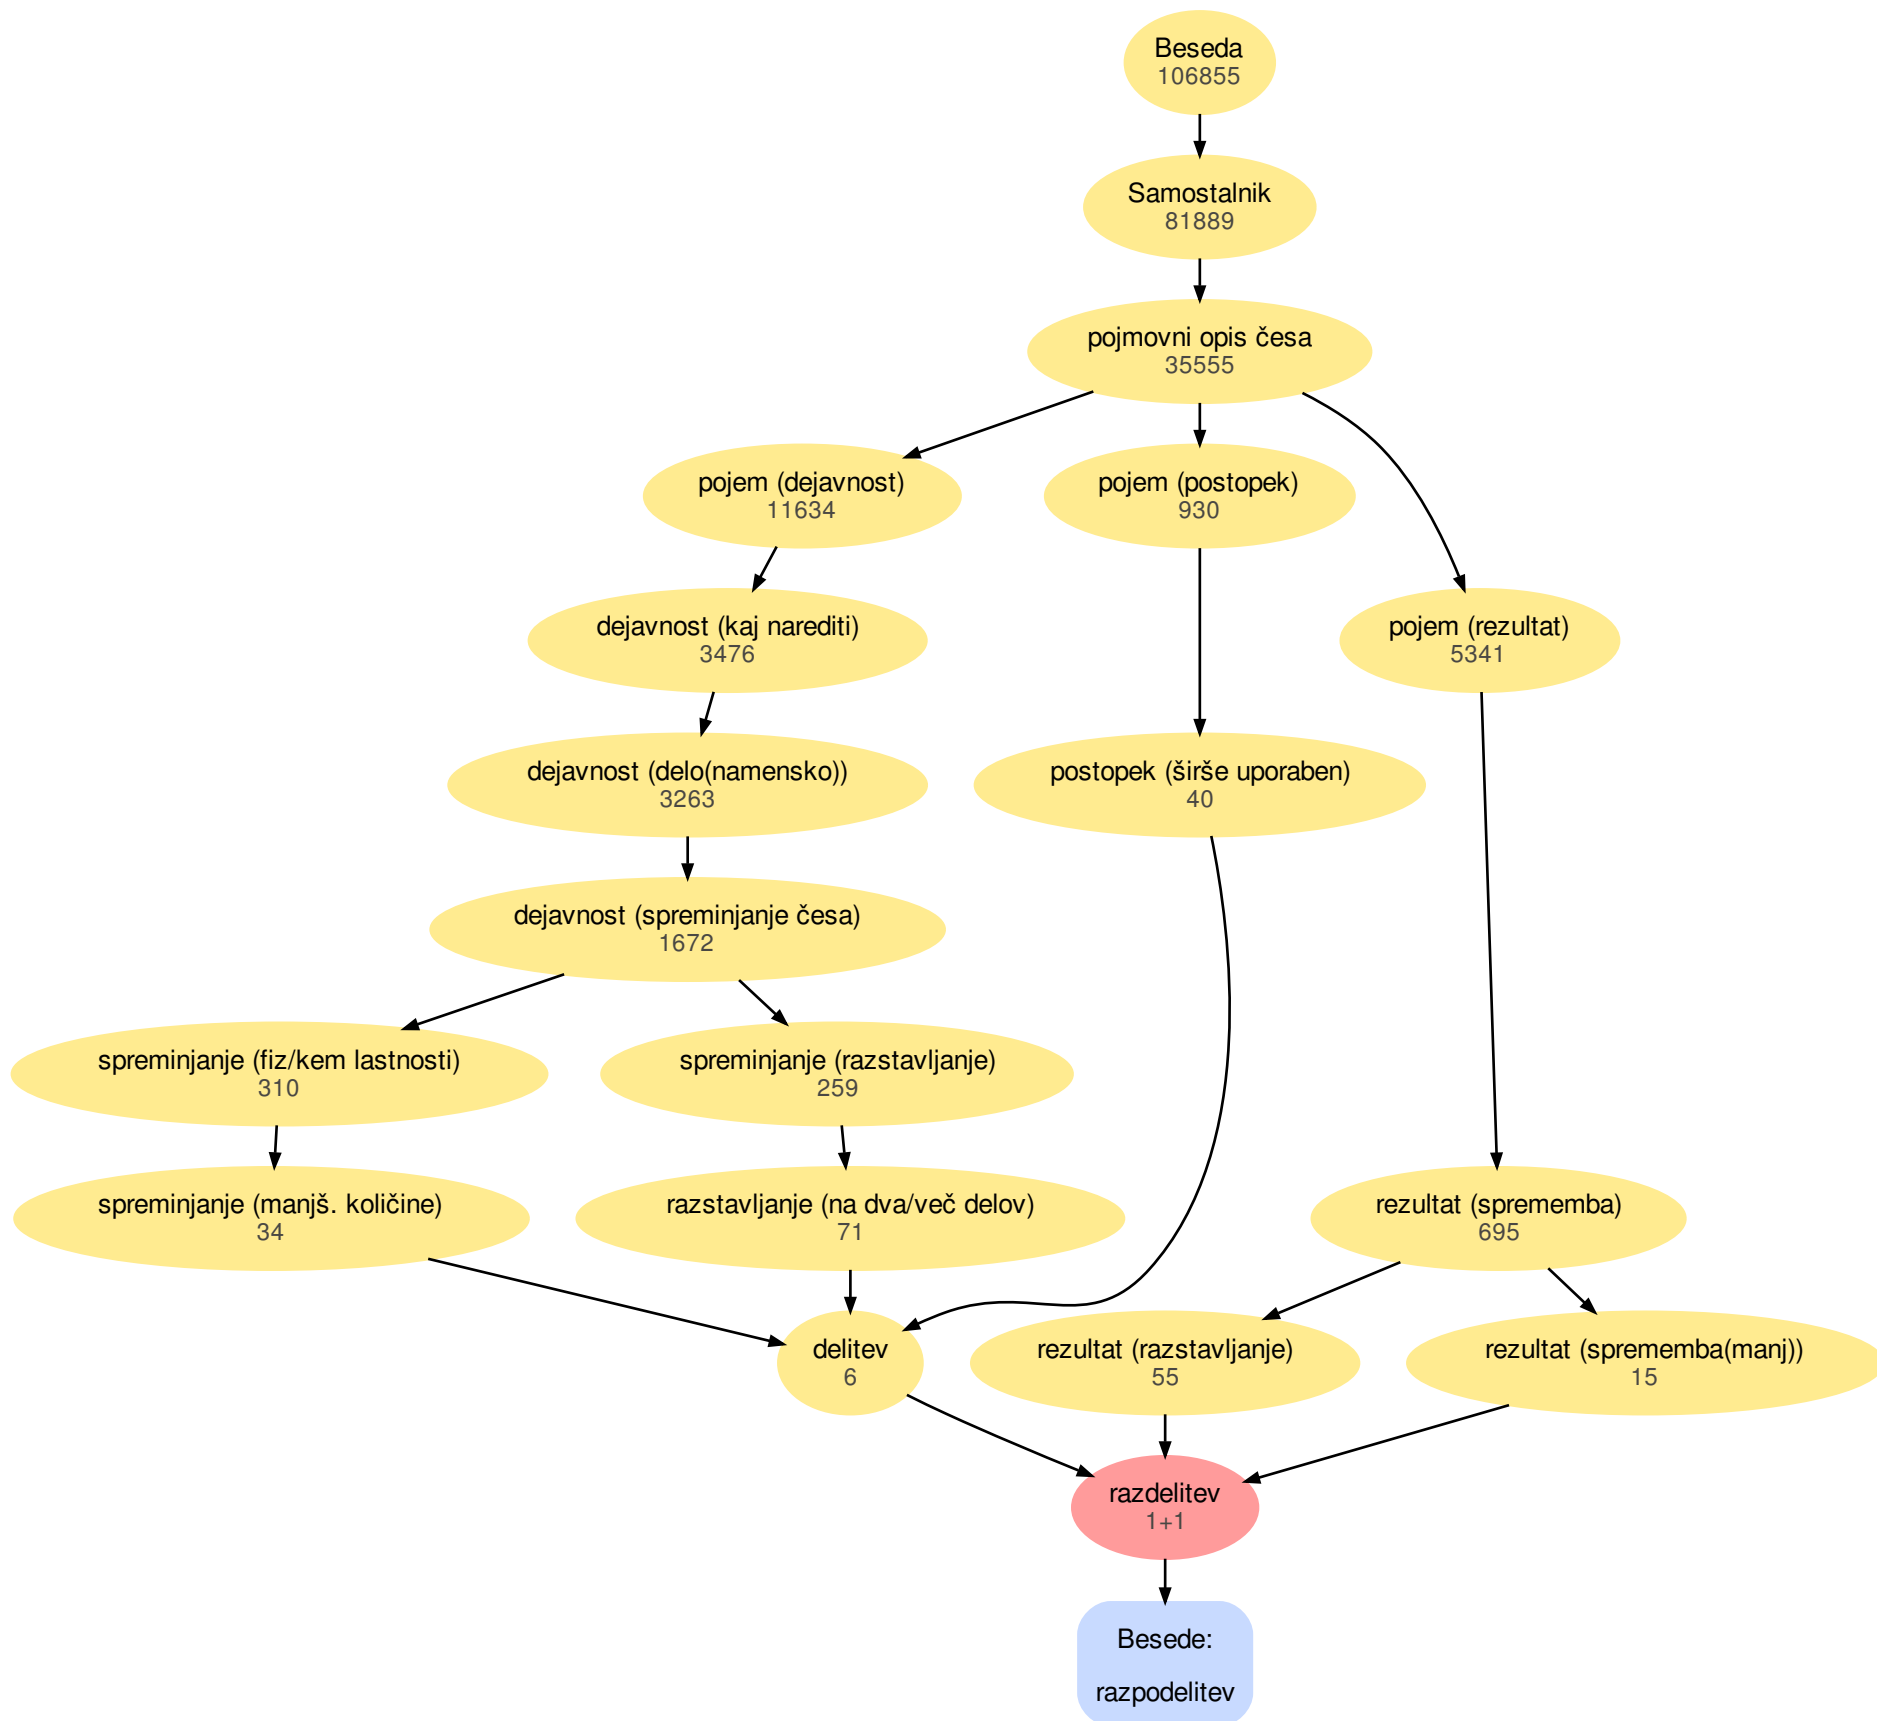 Beseda
106855
Samostalnik
81889
pojmovni opis česa
35555
pojem (dejavnost)
11634
pojem (postopek)
930
dejavnost (kaj narediti)
3476
pojem (rezultat)
5341
dejavnost (delo(namensko))
3263
postopek (širše uporaben)
40
dejavnost (spreminjanje česa)
1672
spreminjanje (fiz/kem lastnosti)
310
spreminjanje (razstavljanje)
259
spreminjanje (manjš. količine)
34
razstavljanje (na dva/več delov)
71
rezultat (sprememba)
695
delitev
6
rezultat (razstavljanje)
55
rezultat (sprememba(manj))
15
razdelitev
1+1
Besede:
razpodelitev